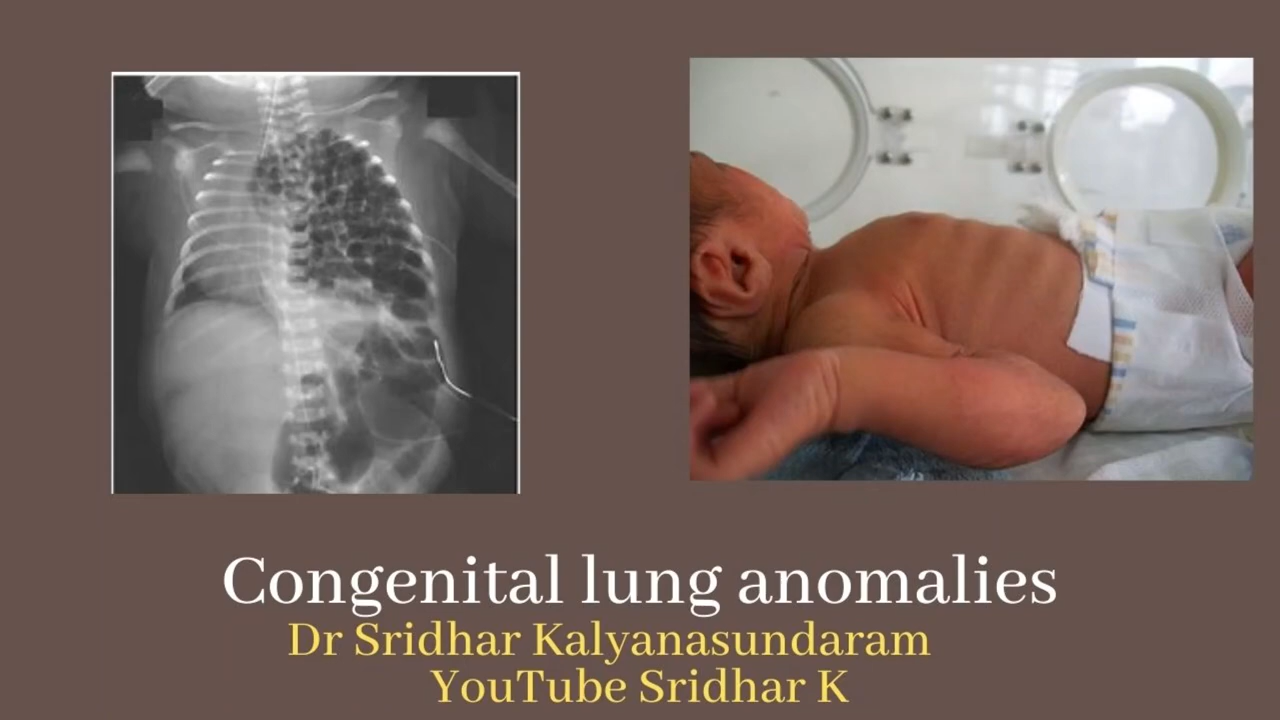 Congenital lung anomalies
Dr Sridhar Kalyanasundaram
YouTube Sridhar K